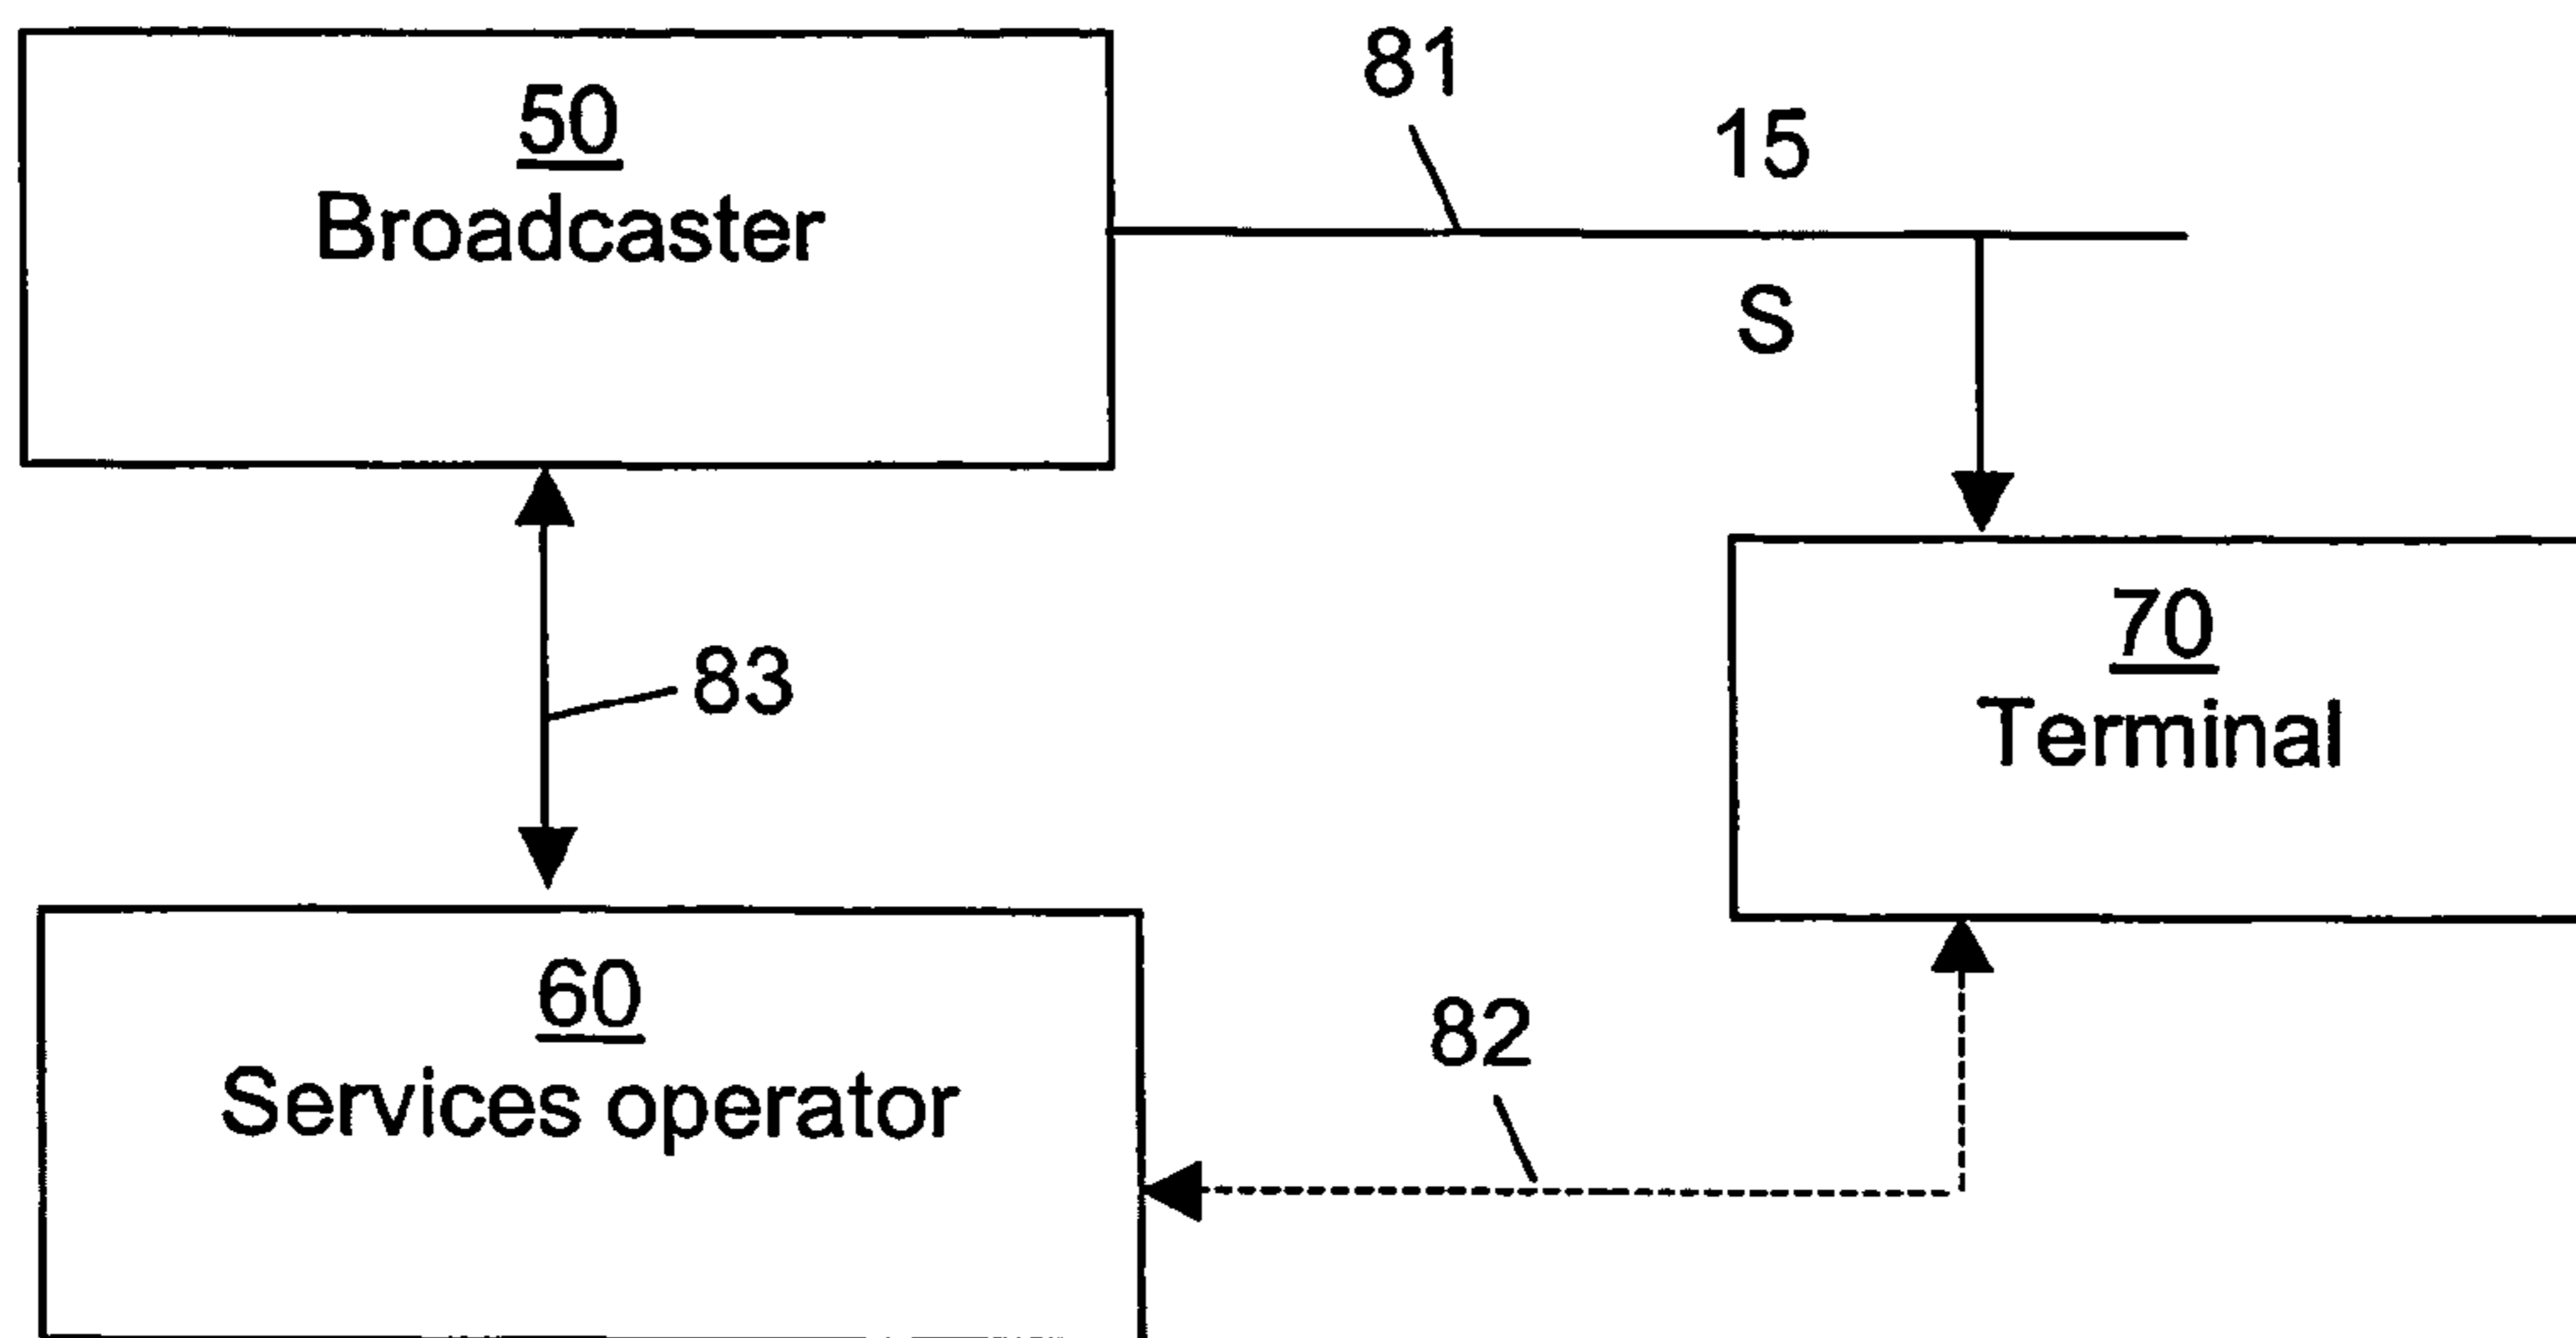 50
Broadcaster
81
15
S
83
70
Terminal
60
Services operator
82